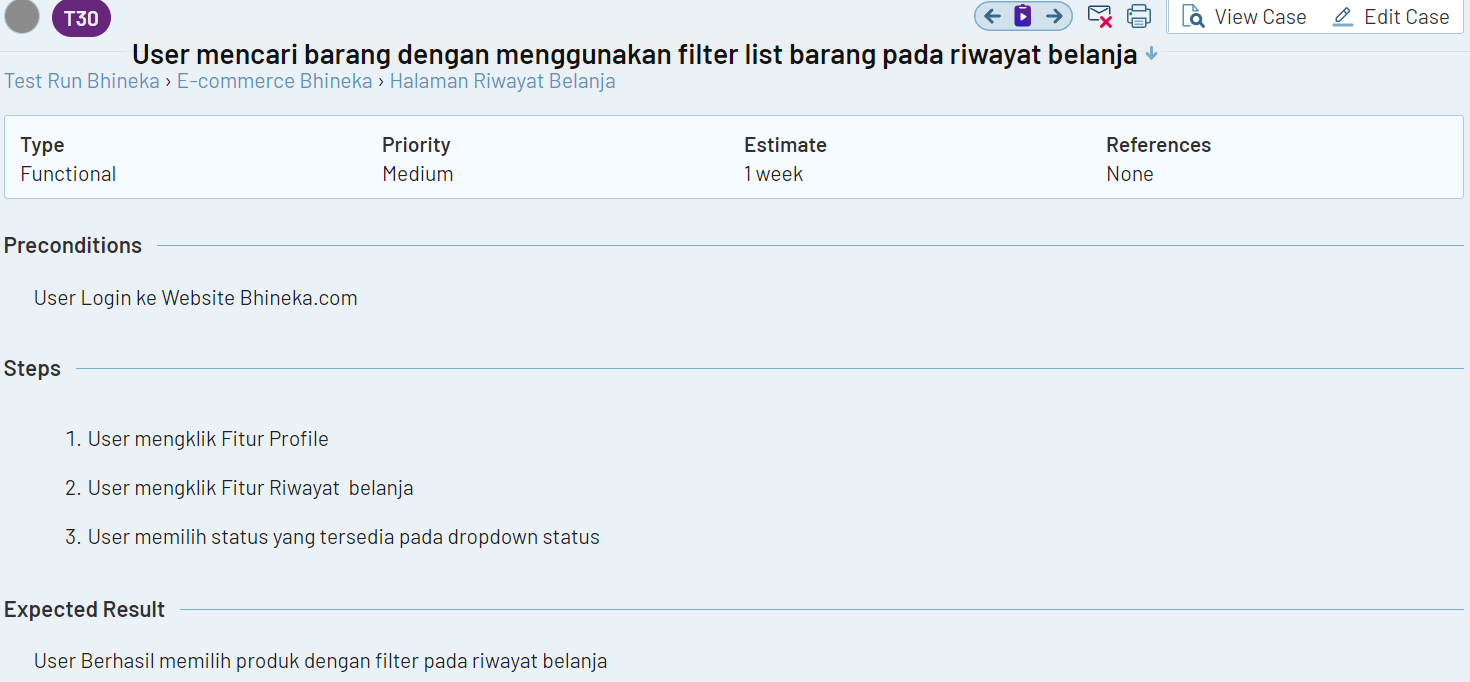 T30
View Case
Edit Case
User mencari barang dengan menggunakan filter list barang pada riwayat belanja
Test Run Bhineka › E-commerce Bhineka › Halaman Riwayat Belanja
Type
Priority
Estimate
References
Functional
Medium
1 week
None
Preconditions
User Login ke Website Bhineka.com
Steps
1. User mengklik Fitur Profile
2. User mengklik Fitur Riwayat  belanja
3. User memilih status yang tersedia pada dropdown status
Expected Result
User Berhasil memilih produk dengan filter pada riwayat belanja